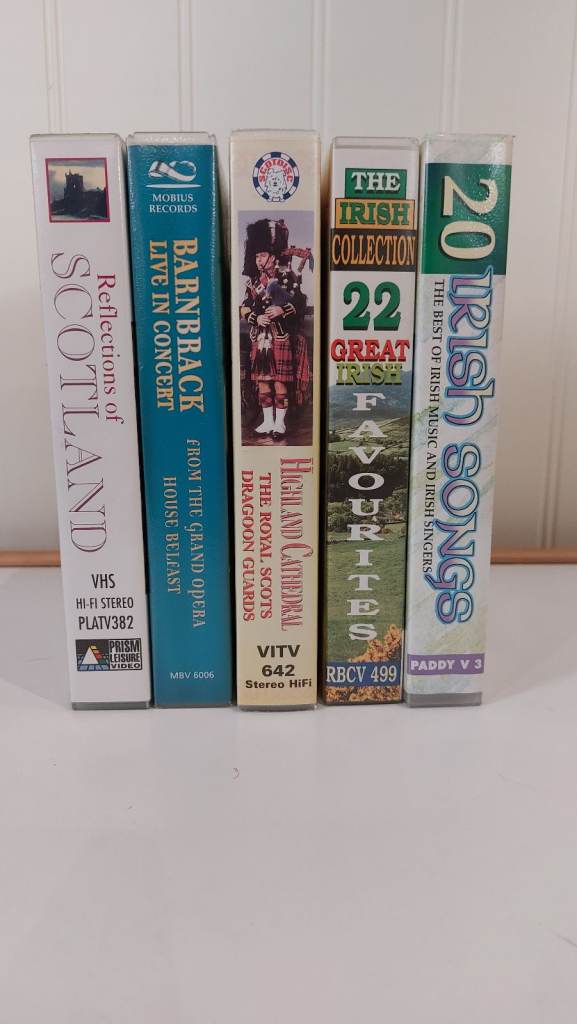 Reflections of
SCOTLAND
VHS
HI-FI STEREO
PLATV382
PRISM
LEISURE
VIDEO
MOBIUS
RECORDS
BARNBRACK
LIVE IN CONCERT
FROM THE GRAND OPERA
HOUSE BELFAST
MBV 6006
SCOTDISC
HIGHLAND CATHEDRAL
THE ROYAL SCOTS
DRAGOON GUARDS
VITV
642
Stereo HiFi
THE
IRISH
COLLECTION
22
GREAT
IRISH
FAVOURITES
RBCV 499
20 IRISH SONGS
THE BEST OF IRISH MUSIC AND IRISH SINGERS
PADDY V 3